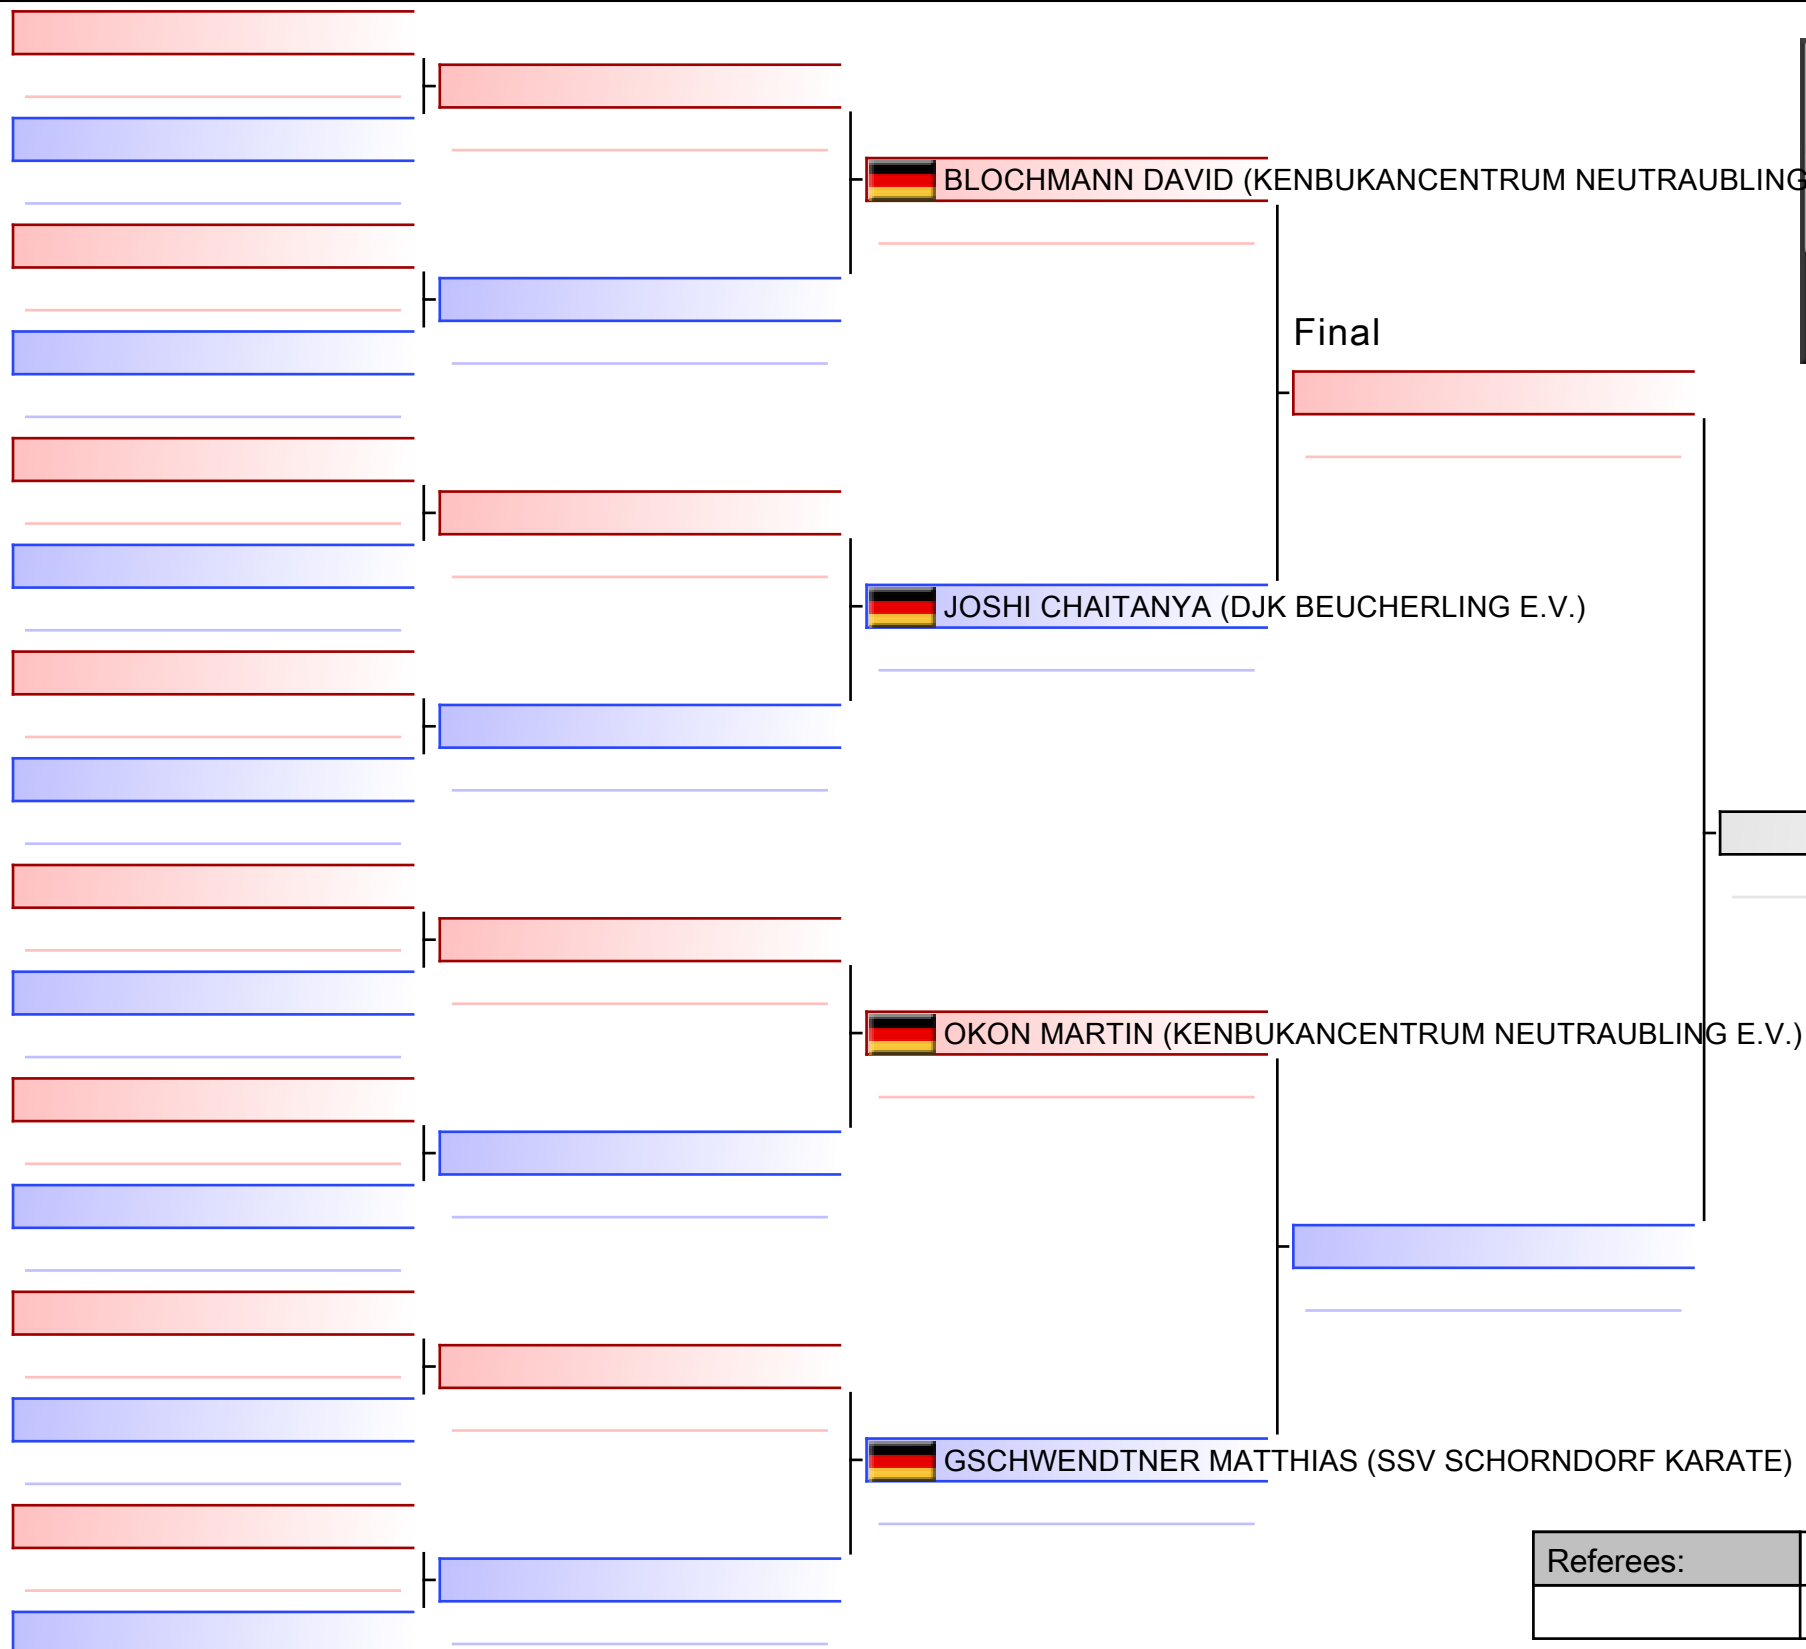 BLOCHMANN DAVID (KENBUKANCENTRUM NEUTRAUBLING
Final
JOSHI CHAITANYA (DJK BEUCHERLING E.V.)
OKON MARTIN (KENBUKANCENTRUM NEUTRAUBLING E.V.)
GSCHWENDTNER MATTHIAS (SSV SCHORNDORF KARATE)
Referees: